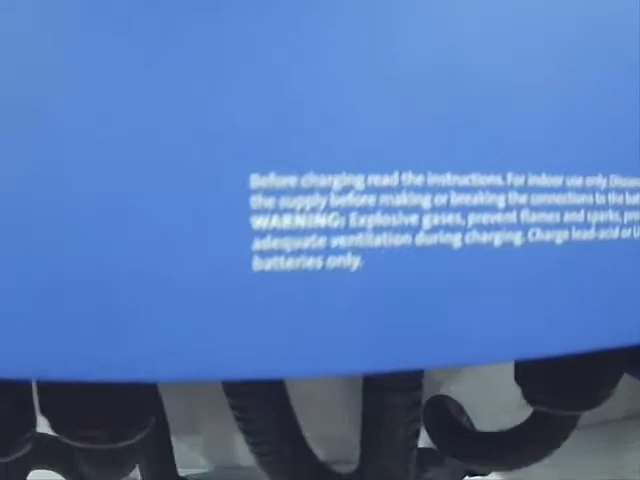 Before charging read the instructions. For indoor use only
the supply before making or breaking the connections to the
WARNING: Explosive gases, prevent flames and sparks,
adequate ventilation during charging. Charge lead-acid or
batteries only.